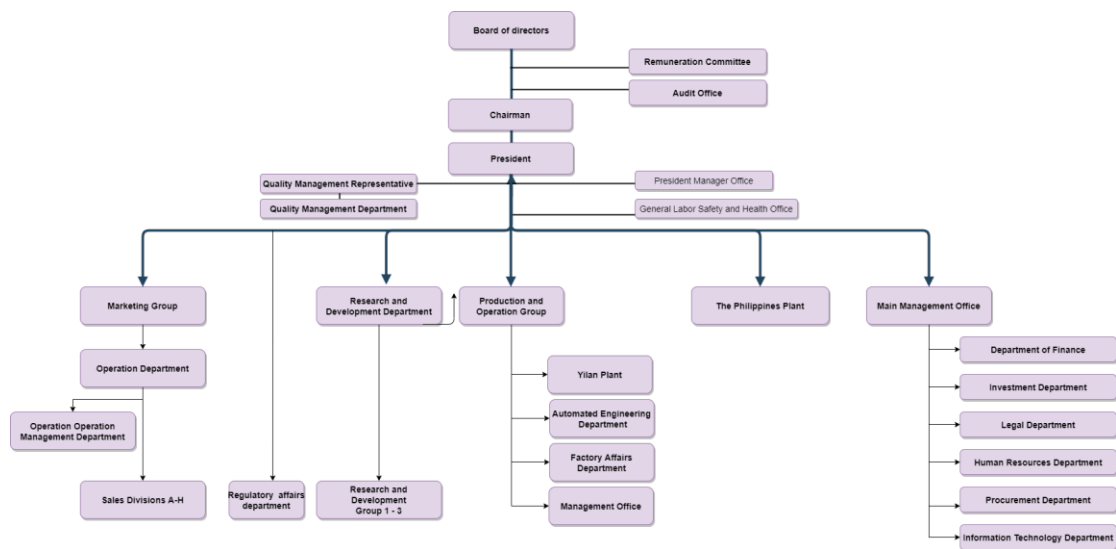 Board of directors
Remuneration Committee
Audit Office
Chairman
President
Quality Management Representative
President Manager Office
Quality Management Department
General Labor Safety and Health Office
Marketing Group
Research and
Development Department
Production and
Operation Group
The Philippines Plant
Main Management Office
Operation Department
Department of Finance
Yilan Plant
Investment Department
Operation Operation
Management Department
Automated Engineering
Department
Legal Department
Factory Affairs
Department
Human Resources Department
Sales Divisions A-H
Regulatory affairs
department
Research and
Development
Group 1 - 3
Management Office
Procurement Department
Information Technology Department